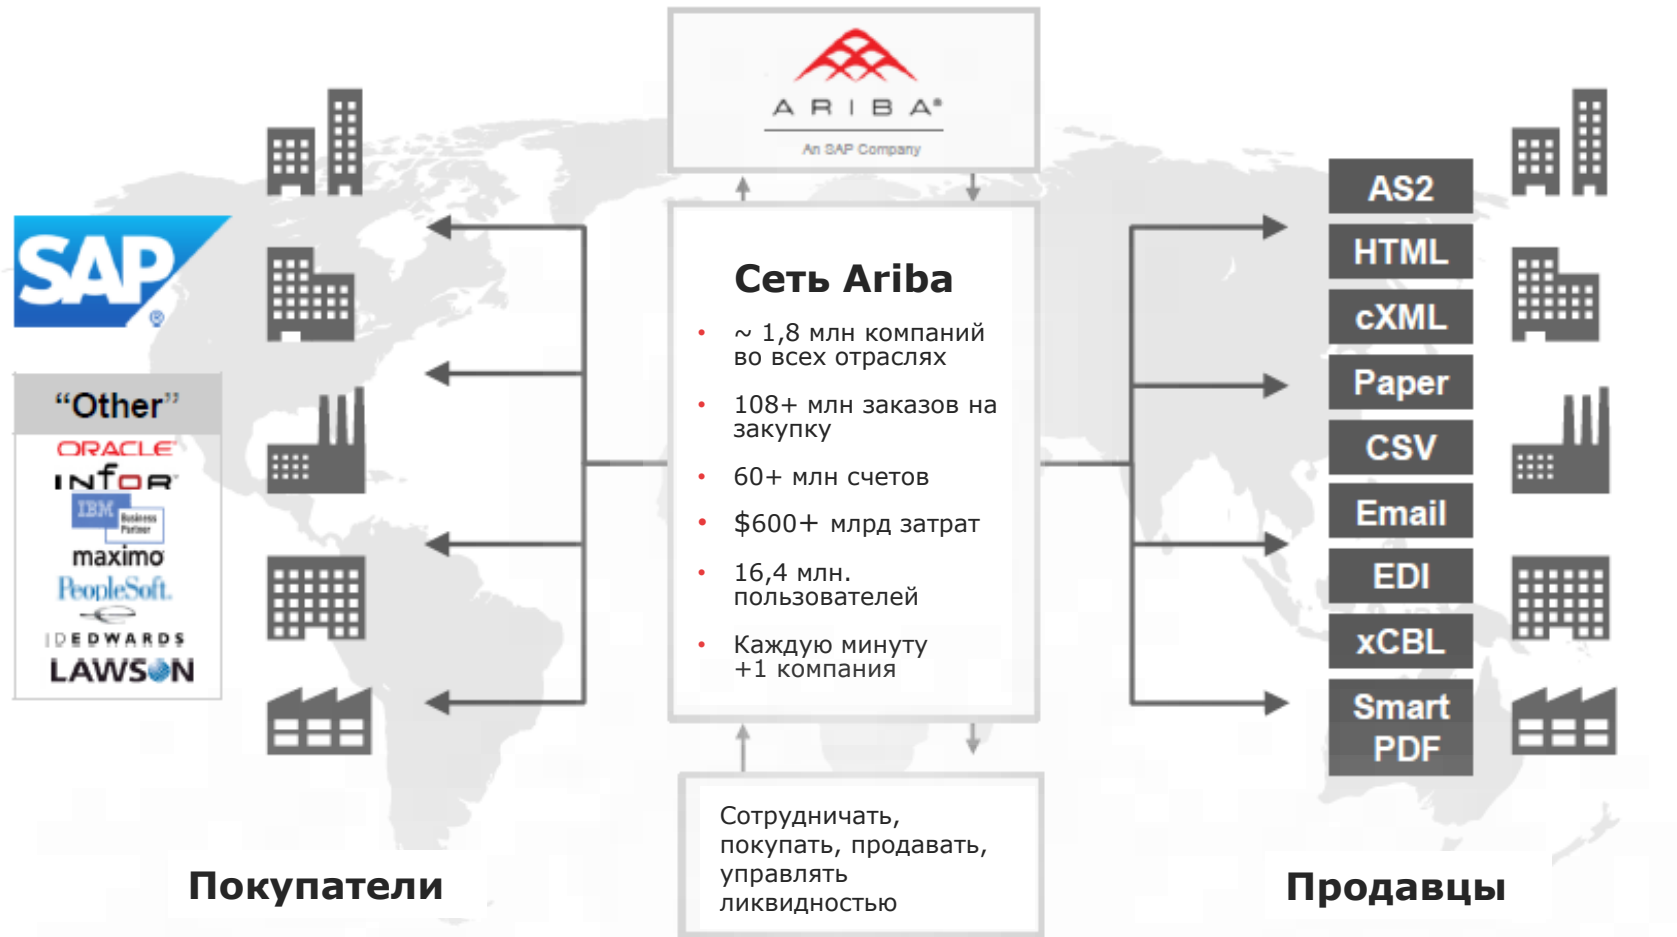 ARIBA®
An SAP Company
SAP®
“Other”
ORACLE
INFOR
IBM
Business
Partner
maximo
PeopleSoft.
JDEDWARDS
LAWSON
Покупатели
Сеть Ariba
• ~ 1,8 млн компаний
во всех отраслях
• 108+ млн заказов на
закупку
• 60+ млн счетов
• $600+ млрд затрат
• 16,4 млн.
пользователей
• Каждую минуту
+1 компания
Сотрудничать,
покупать, продавать,
управлять
ликвидностью
AS2
HTML
cXML
Paper
CSV
Email
EDI
xCBL
Smart
PDF
Продавцы